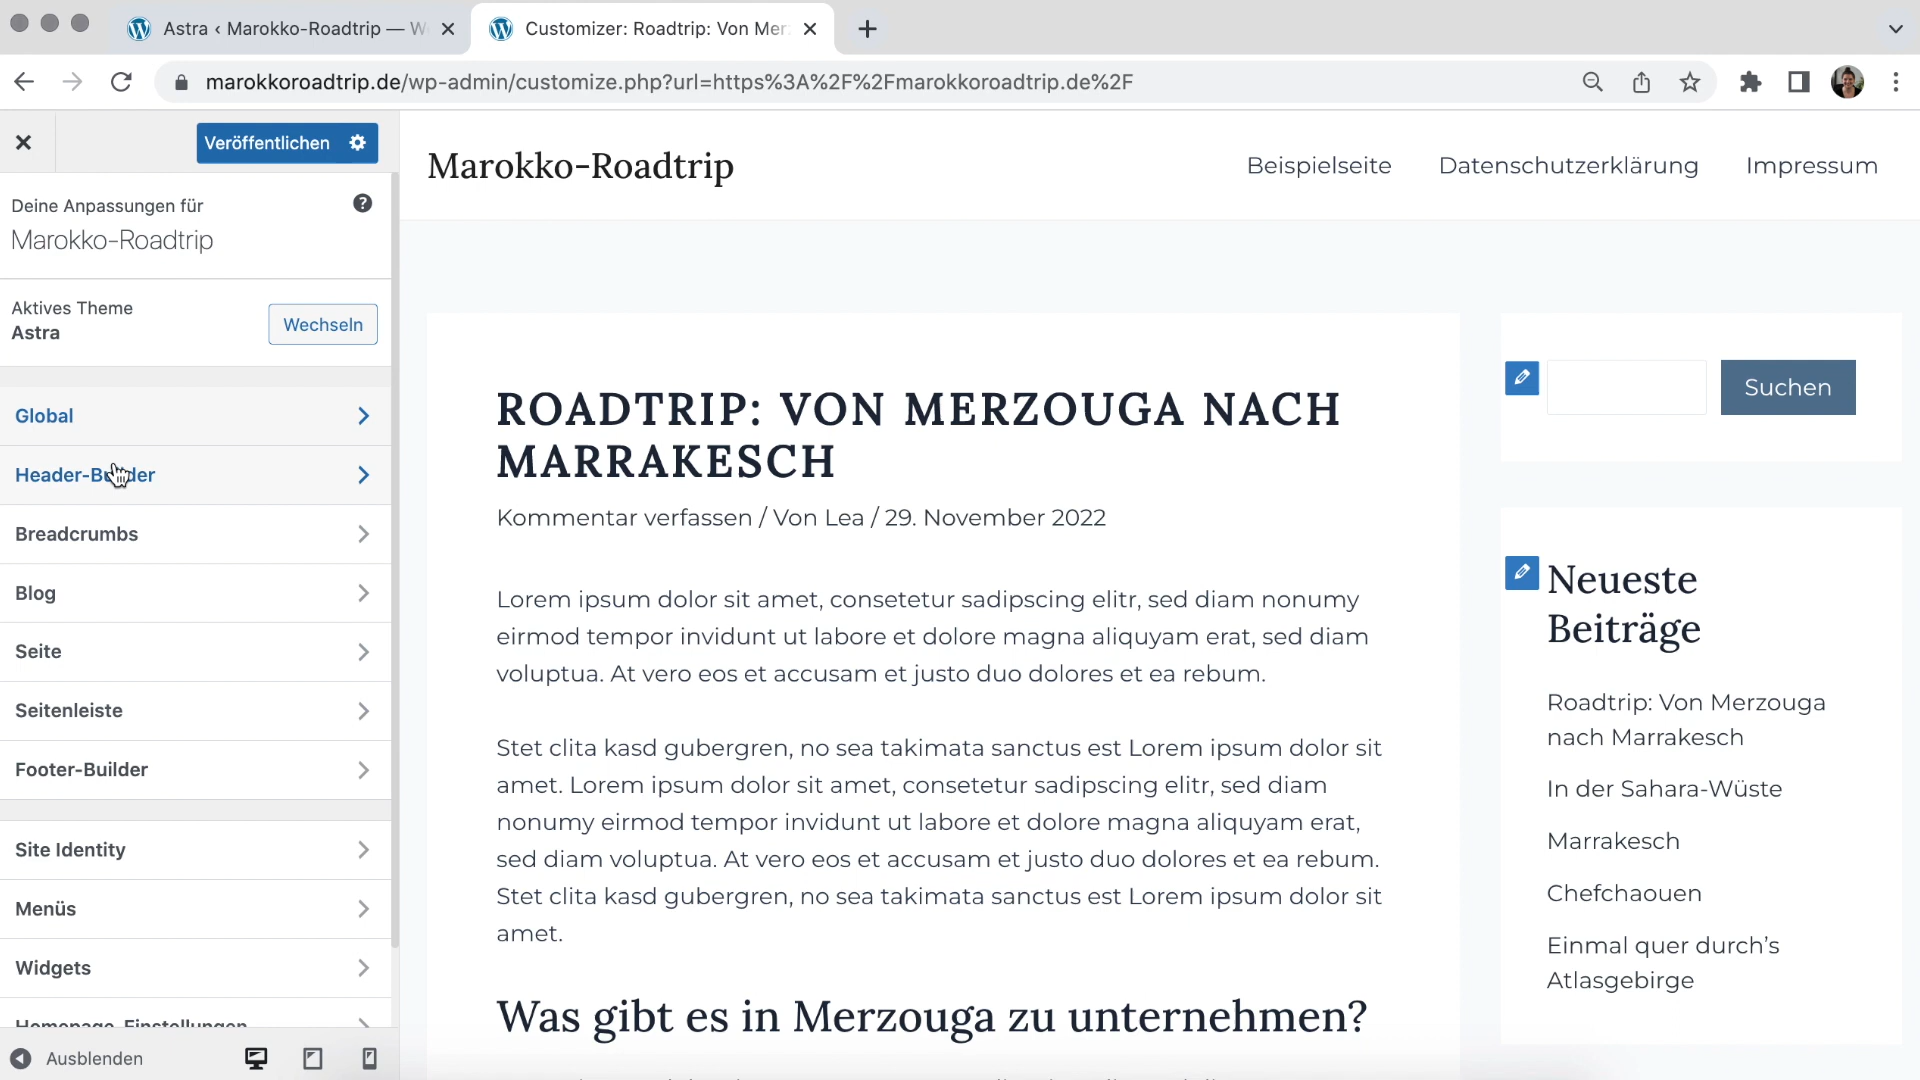 Astra ‹ Marokko-Roadtrip — W
Customizer: Roadtrip: Von Mer
marokkoroadtrip.de/wp-admin/customize.php?url=https%3A%2F%2Fmarokkoroadtrip.de%2F
Veröffentlichen
Deine Anpassungen für
Marokko-Roadtrip
Aktives Theme
Astra
Wechseln
Global
Header-Builder
Breadcrumbs
Blog
Seite
Seitenleiste
Footer-Builder
Site Identity
Menüs
Widgets
Homepage-Einstellungen
Ausblenden
Marokko-Roadtrip
Beispielseite
Datenschutzerklärung
Impressum
ROADTRIP: VON MERZOUGA NACH
MARRAKESCH
Kommentar verfassen / Von Lea / 29. November 2022
Lorem ipsum dolor sit amet, consetetur sadipscing elitr, sed diam nonumy
eirmod tempor invidunt ut labore et dolore magna aliquyam erat, sed diam
voluptua. At vero eos et accusam et justo duo dolores et ea rebum.
Stet clita kasd gubergren, no sea takimata sanctus est Lorem ipsum dolor sit
amet. Lorem ipsum dolor sit amet, consetetur sadipscing elitr, sed diam
nonumy eirmod tempor invidunt ut labore et dolore magna aliquyam erat,
sed diam voluptua. At vero eos et accusam et justo duo dolores et ea rebum.
Stet clita kasd gubergren, no sea takimata sanctus est Lorem ipsum dolor sit
amet.
Was gibt es in Merzouga zu unternehmen?
Suchen
Neueste
Beiträge
Roadtrip: Von Merzouga
nach Marrakesch
In der Sahara-Wüste
Marrakesch
Chefchaouen
Einmal quer durch's
Atlasgebirge